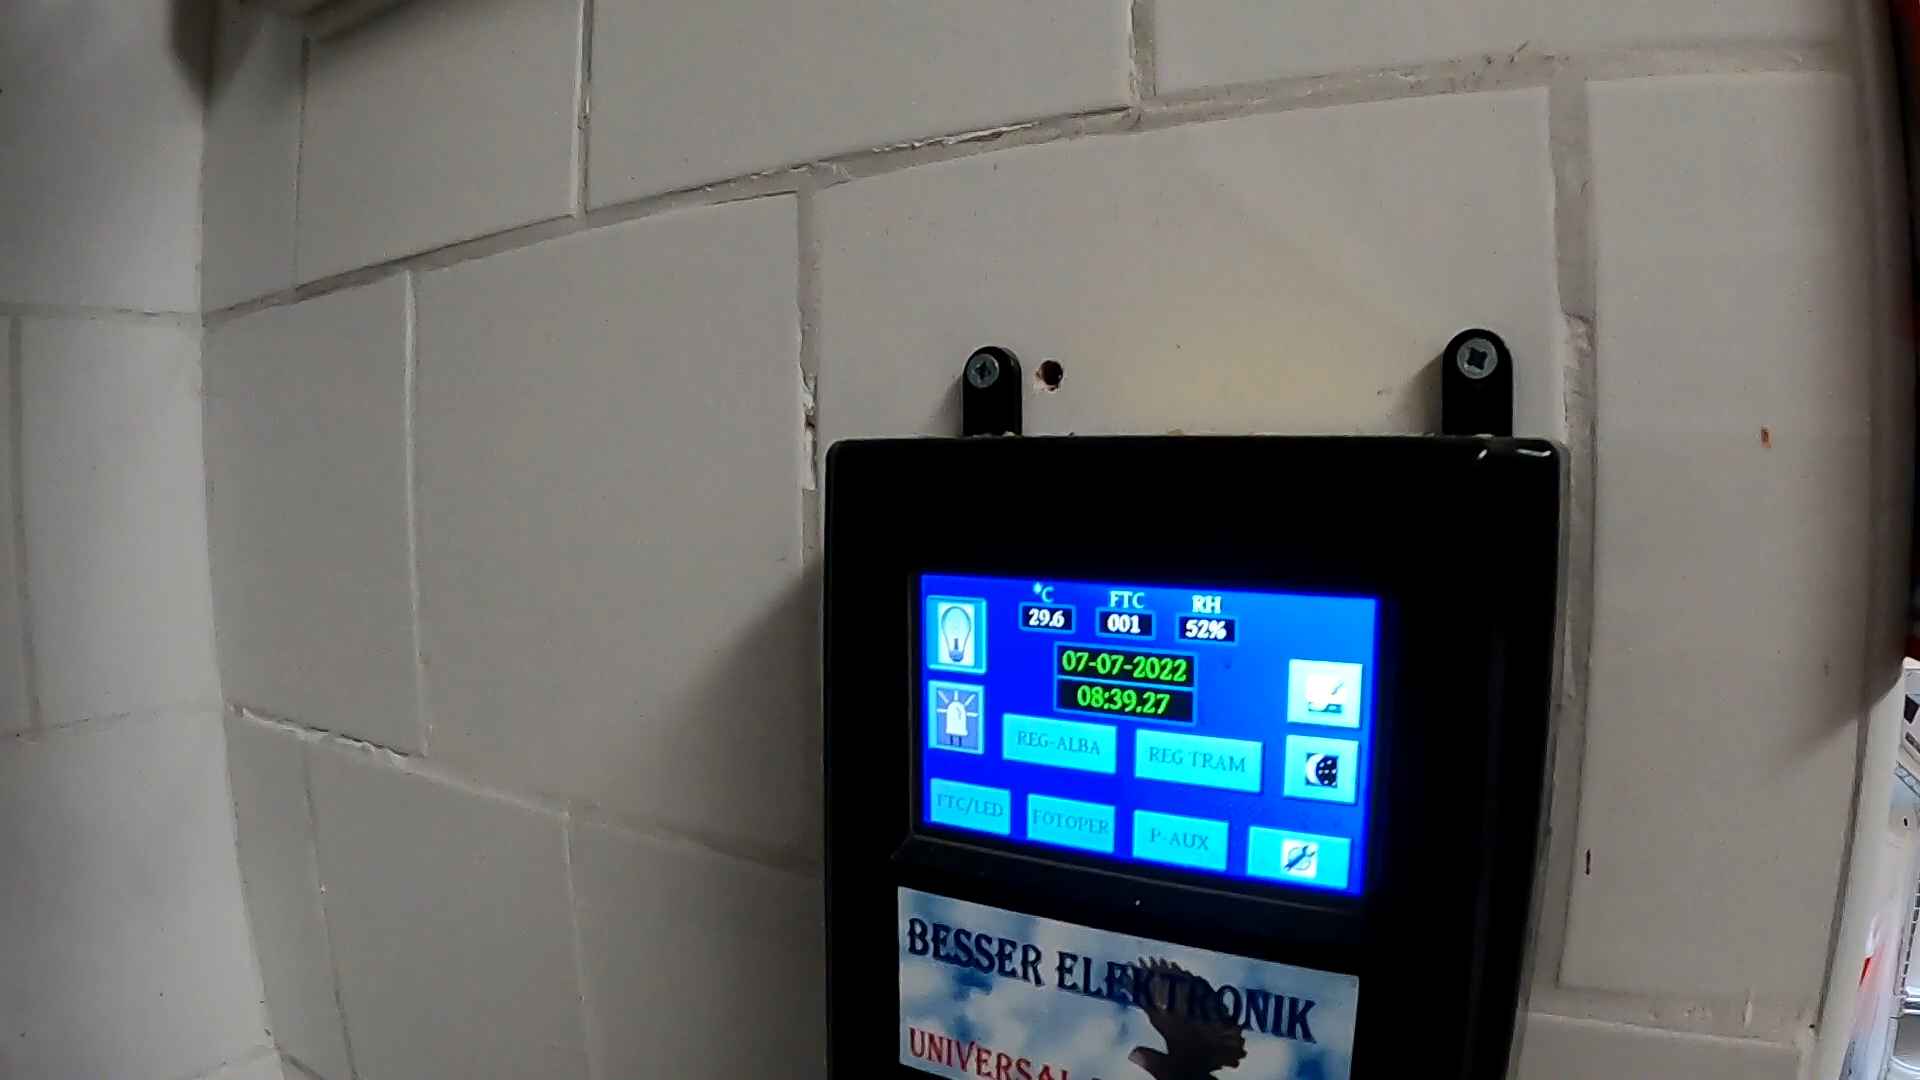 °C FTC RH
29.6 001 52%
07-07-2022
08:39.27
REG-ALBA REG TRAM
FTC/LED FOTOPER P-AUX
BESSER ELEKTRONIK
UNIVERSAL